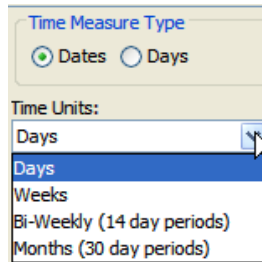 Time Measure Type
Dates Days
Time Units:
Days
Days
Weeks
Bi-Weekly (14 day periods)
Months (30 day periods)